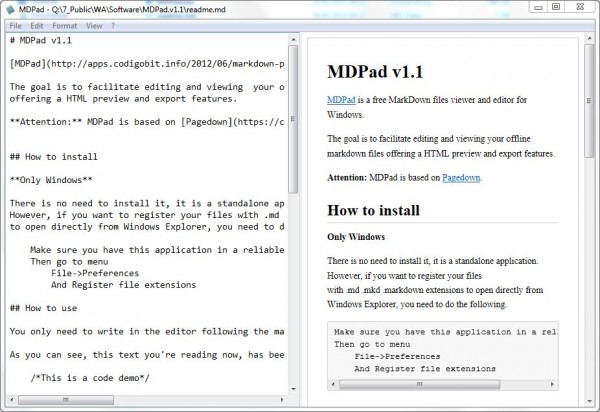 MDPad - Q:\7_Public\WA\Software\MDPad.v1.1\readme.md
File Edit Format View ?
# MDPad v1.1
[MDPad](http://apps.codigobit.info/2012/06/markdown-p
The goal is to facilitate editing and viewing your o
offering a HTML preview and export features.
**Attention:** MDPad is based on [Pagedown](https://c
## How to install
**Only Windows**
There is no need to install it, it is a standalone ap
However, if you want to register your files with .md
to open directly from Windows Explorer, you need to d
Make sure you have this application in a reliable
Then go to menu
File->Preferences
And Register file extensions
## How to use
You only need to write in the editor following the ma
As you can see, this text you're reading now, has bee
/*This is a code demo*/
MDPad v1.1
MDPad is a free MarkDown files viewer and editor for
Windows.
The goal is to facilitate editing and viewing your offline
markdown files offering a HTML preview and export features.
Attention: MDPad is based on Pagedown.
How to install
Only Windows
There is no need to install it, it is a standalone application.
However, if you want to register your files
with .md .mkd .markdown extensions to open directly from
Windows Explorer, you need to do the following.
Make sure you have this application in a rel
Then go to menu
File->Preferences
And Register file extensions